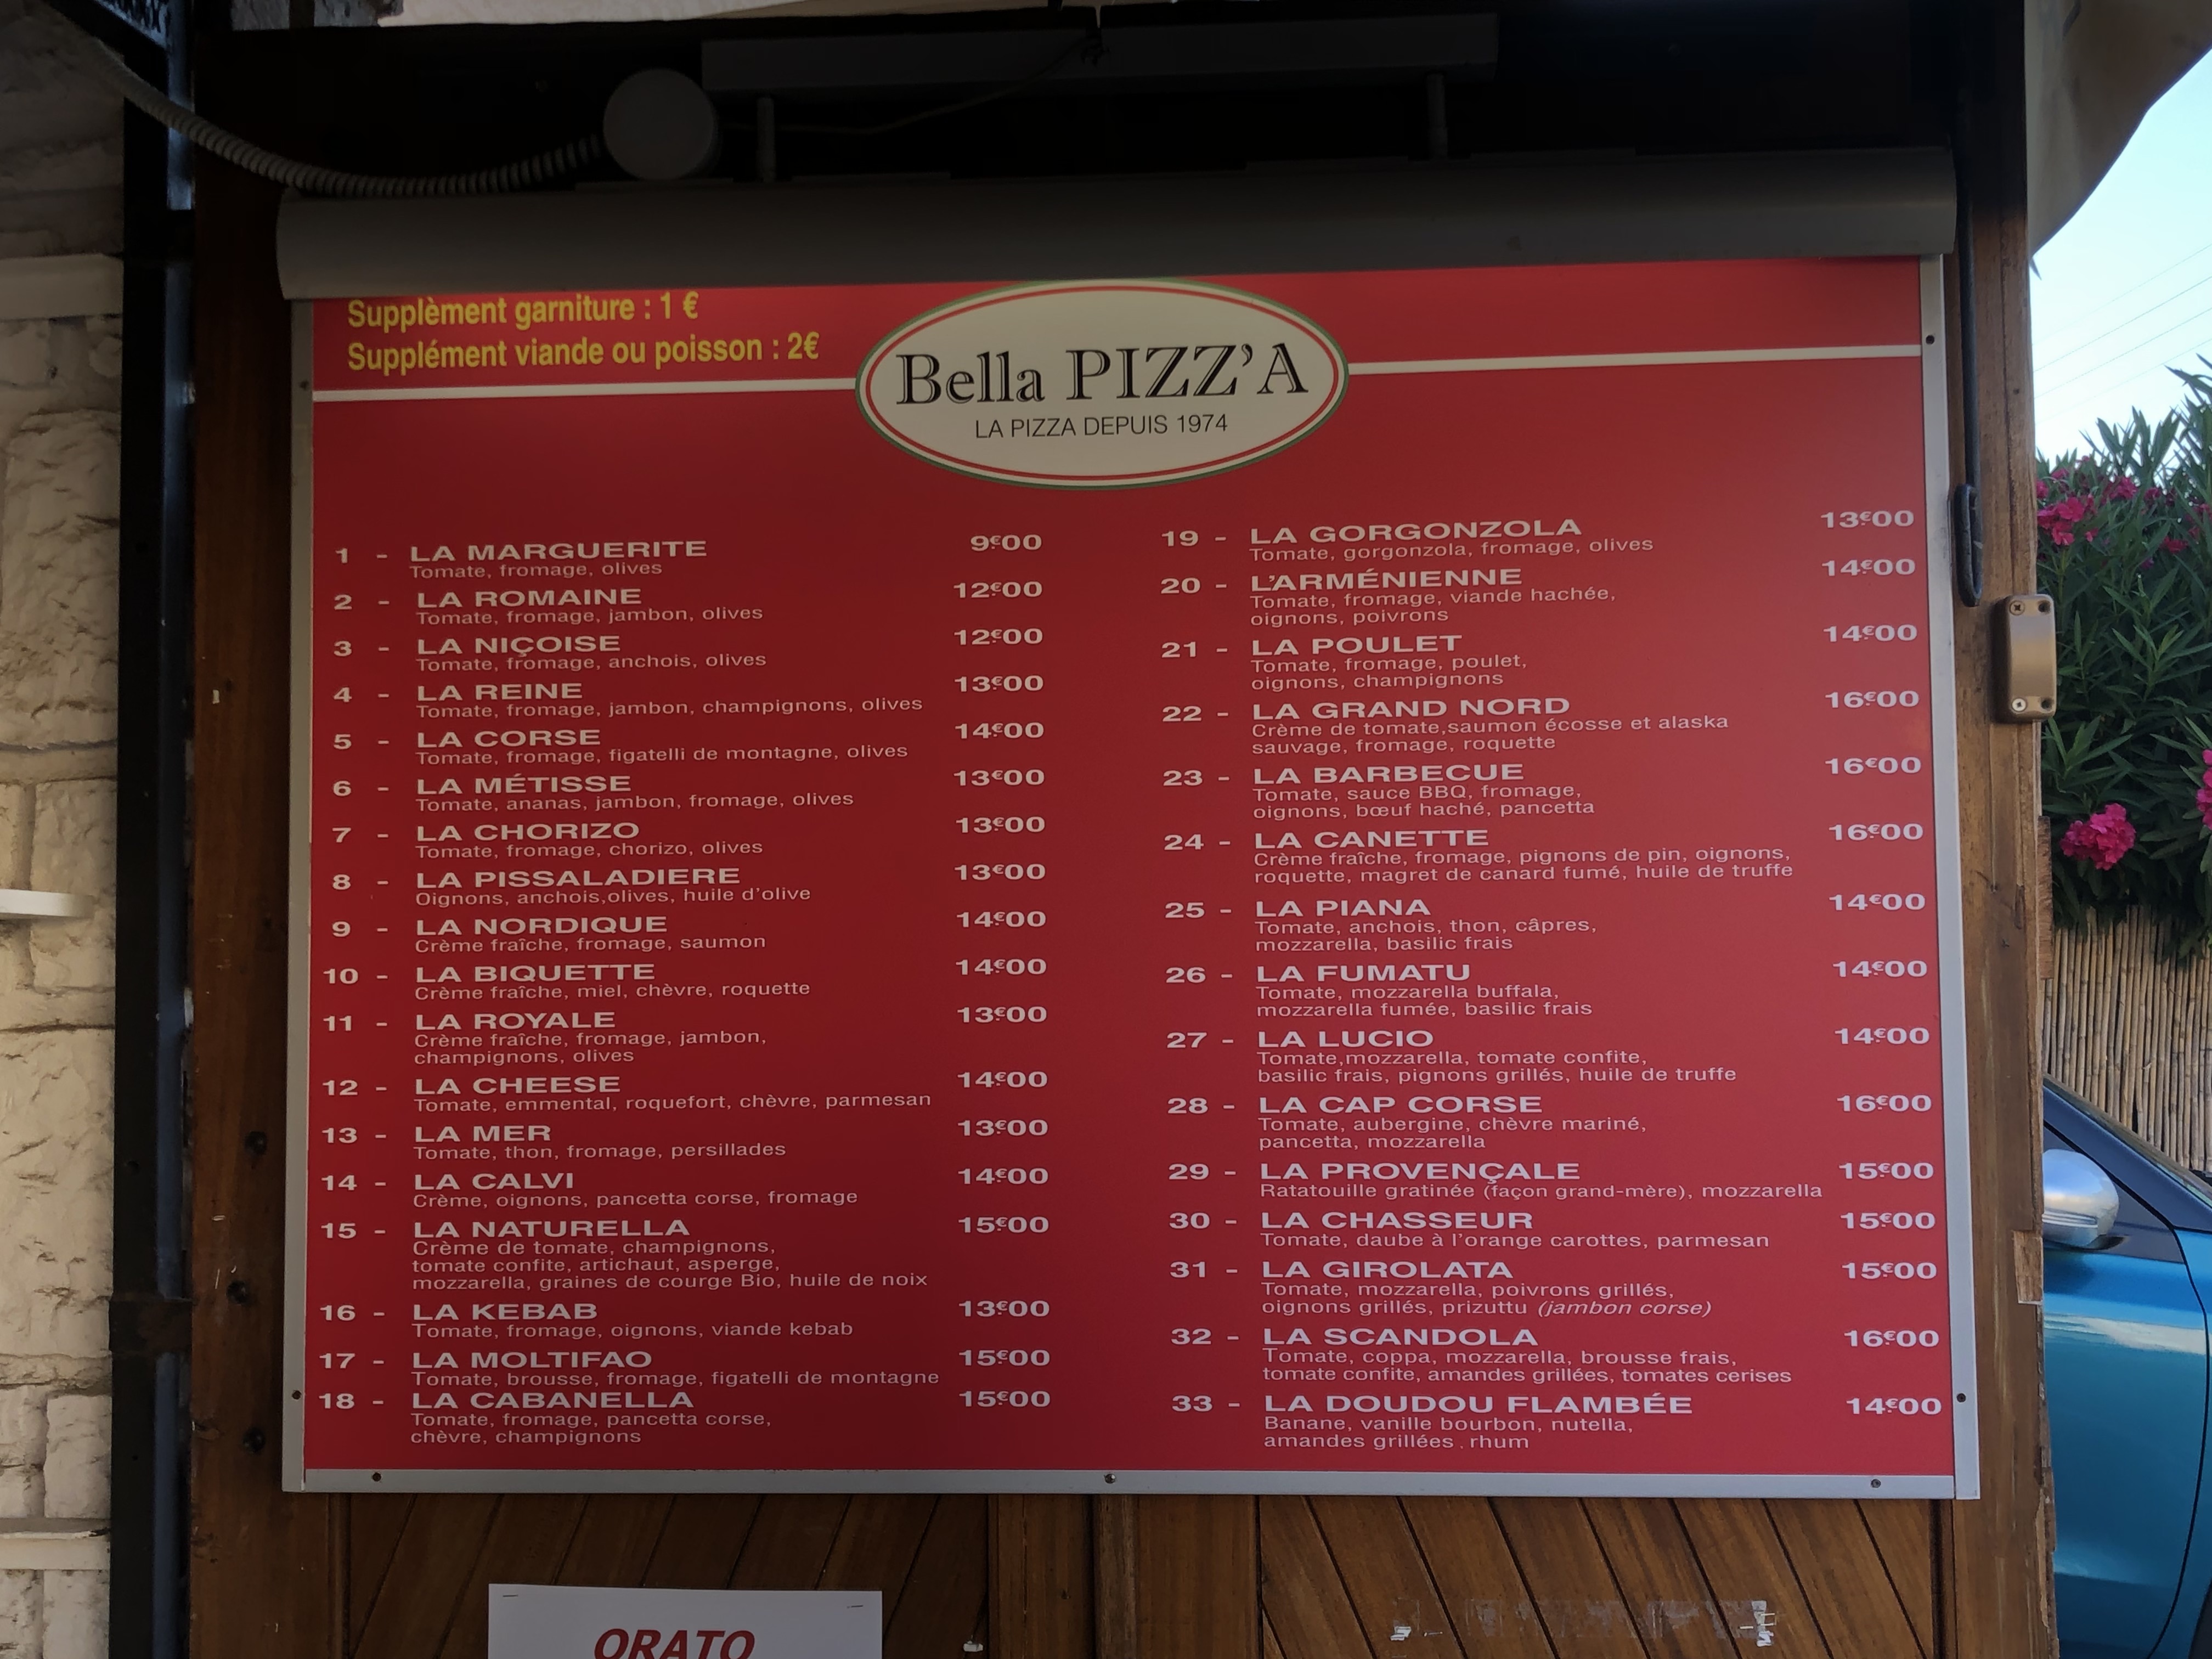 Supplèment garniture : 1 €
Supplément viande ou poisson : 2€
Bella PIZZ'A
LA PIZZA DEPUIS 1974
1 - LA MARGUERITE 9€00
Tomate, fromage, olives
2 - LA ROMAINE 12€00
Tomate, fromage, jambon, olives
3 - LA NIÇOISE 12€00
Tomate, fromage, anchois, olives
4 - LA REINE 13€00
Tomate, fromage, jambon, champignons, olives
5 - LA CORSE 14€00
Tomate, fromage, figatelli de montagne, olives
6 - LA MÉTISSE 13€00
Tomate, ananas, jambon, fromage, olives
7 - LA CHORIZO 13€00
Tomate, fromage, chorizo, olives
8 - LA PISSALADIERE 13€00
Oignons, anchois,olives, huile d'olive
9 - LA NORDIQUE 14€00
Crème fraîche, fromage, saumon
10 - LA BIQUETTE 14€00
Crème fraîche, miel, chèvre, roquette
11 - LA ROYALE 13€00
Crème fraîche, fromage, jambon,
champignons, olives
12 - LA CHEESE 14€00
Tomate, emmental, roquefort, chèvre, parmesan
13 - LA MER 13€00
Tomate, thon, fromage, persillades
14 - LA CALVI 14€00
Crème, oignons, pancetta corse, fromage
15 - LA NATURELLA 15€00
Crème de tomate, champignons,
tomate confite, artichaut, asperge,
mozzarella, graines de courge Bio, huile de noix
16 - LA KEBAB 13€00
Tomate, fromage, oignons, viande kebab
17 - LA MOLTIFAO 15€00
Tomate, brousse, fromage, figatelli de montagne
18 - LA CABANELLA 15€00
Tomate, fromage, pancetta corse,
chèvre, champignons
19 - LA GORGONZOLA 13€00
Tomate, gorgonzola, fromage, olives
20 - L'ARMÉNIENNE 14€00
Tomate, fromage, viande hachée,
oignons, poivrons
21 - LA POULET 14€00
Tomate, fromage, poulet,
oignons, champignons
22 - LA GRAND NORD 16€00
Crème de tomate,saumon écosse et alaska
sauvage, fromage, roquette
23 - LA BARBECUE 16€00
Tomate, sauce BBQ, fromage,
oignons, bœuf haché, pancetta
24 - LA CANETTE 16€00
Crème fraîche, fromage, pignons de pin, oignons,
roquette, magret de canard fumé, huile de truffe
25 - LA PIANA 14€00
Tomate, anchois, thon, câpres,
mozzarella, basilic frais
26 - LA FUMATU 14€00
Tomate, mozzarella buffala,
mozzarella fumée, basilic frais
27 - LA LUCIO 14€00
Tomate,mozzarella, tomate confite,
basilic frais, pignons grillés, huile de truffe
28 - LA CAP CORSE 16€00
Tomate, aubergine, chèvre mariné,
pancetta, mozzarella
29 - LA PROVENÇALE 15€00
Ratatouille gratinée (façon grand-mère), mozzarella
30 - LA CHASSEUR 15€00
Tomate, daube à l'orange carottes, parmesan
31 - LA GIROLATA 15€00
Tomate, mozzarella, poivrons grillés,
oignons grillés, prizuttu (jambon corse)
32 - LA SCANDOLA 16€00
Tomate, coppa, mozzarella, brousse frais,
tomate confite, amandes grillées, tomates cerises
33 - LA DOUDOU FLAMBÉE 14€00
Banane, vanille bourbon, nutella,
amandes grillées . rhum
ORATO